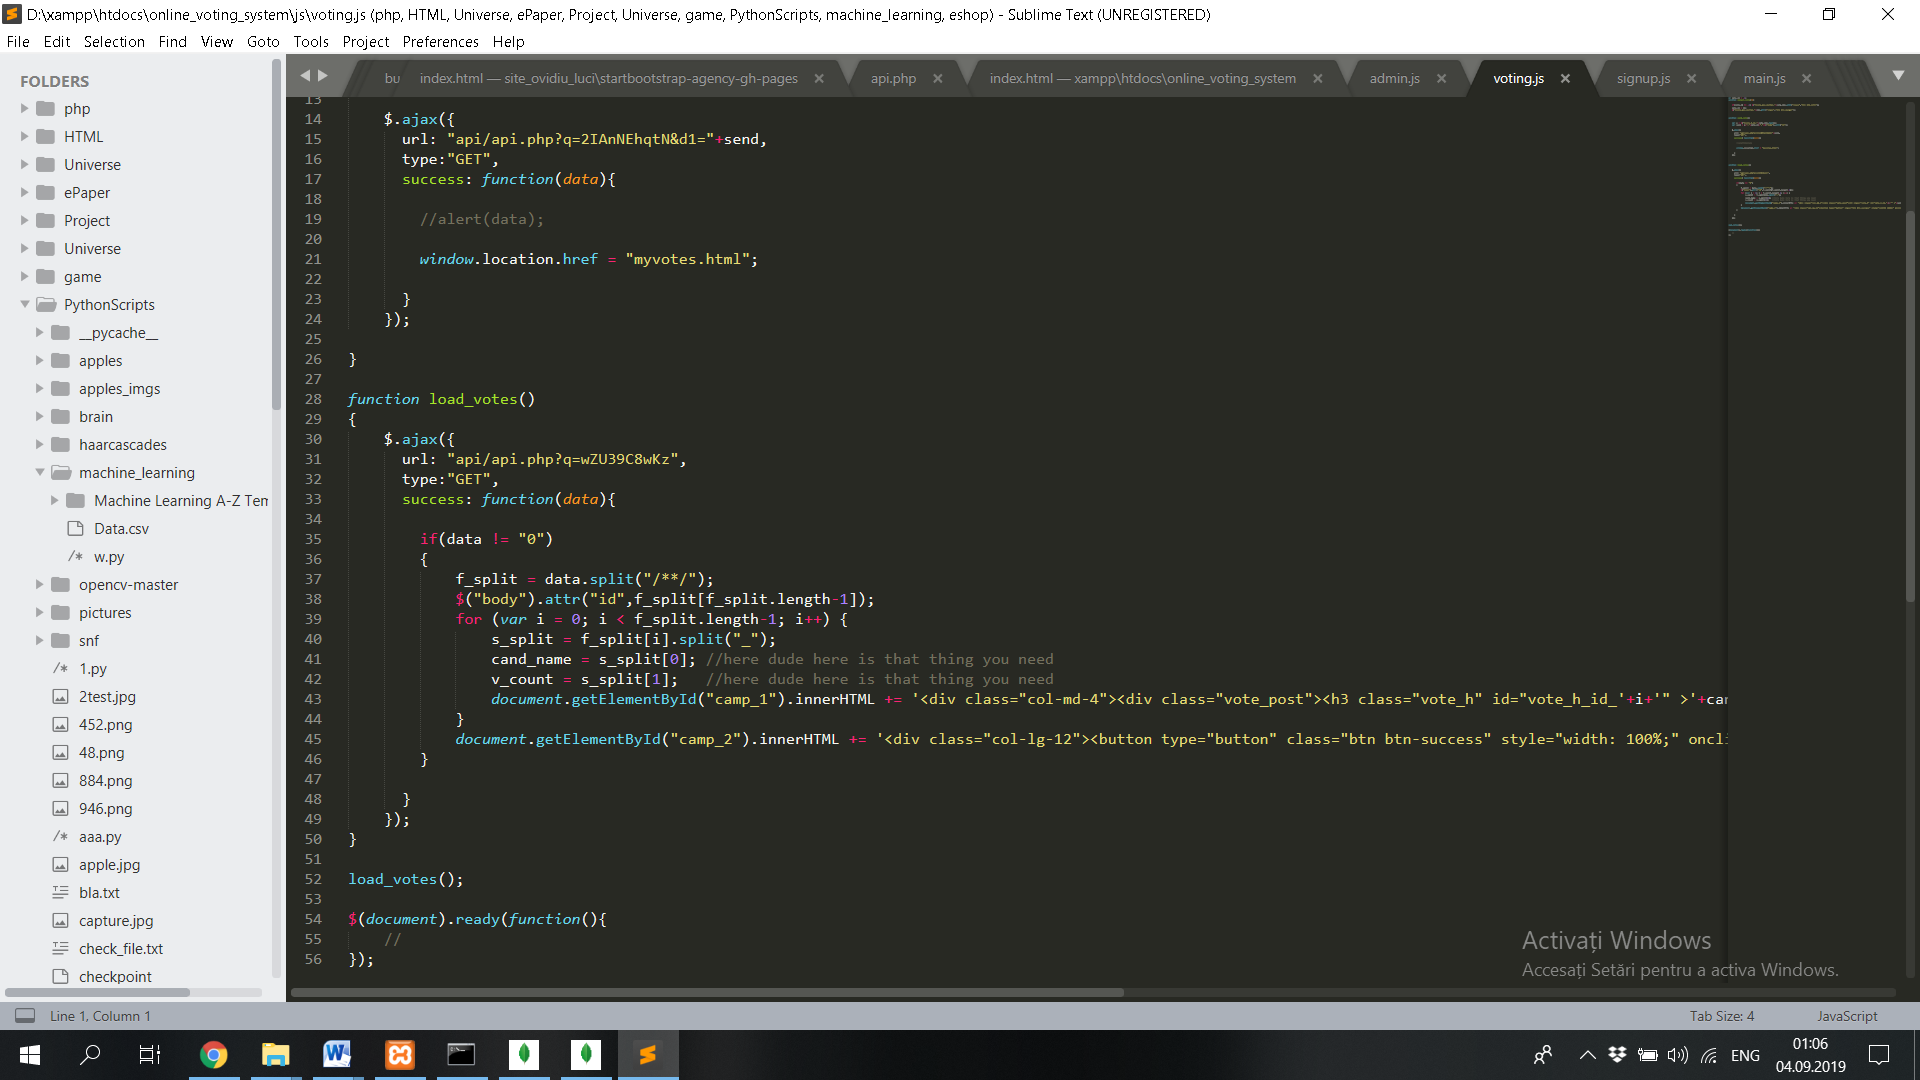 D:\xampp\htdocs\online_voting_system\js\voting.js (php, HTML, Universe, ePaper, Project, Universe, game, PythonScripts, machine_learning, eshop) - Sublime Text (UNREGISTERED)
File Edit Selection Find View Goto Tools Project Preferences Help
FOLDERS
php
HTML
Universe
ePaper
Project
Universe
game
PythonScripts
__pycache__
apples
apples_imgs
brain
haarcascades
machine_learning
Machine Learning A-Z Tem
Data.csv
/* w.py
opencv-master
pictures
snf
/* 1.py
2test.jpg
452.png
48.png
884.png
946.png
/* aaa.py
apple.jpg
bla.txt
capture.jpg
check_file.txt
checkpoint
bu index.html — site_ovidiu_luci\startbootstrap-agency-gh-pages × api.php × index.html — xampp\htdocs\online_voting_system × admin.js × voting.js × signup.js × main.js ×
13
14 $.ajax({
15 url: "api/api.php?q=2IAnNEhqtN&d1="+send,
16 type:"GET",
17 success: function(data){
18
19 //alert(data);
20
21 window.location.href = "myvotes.html";
22
23 }
24 });
25
26 }
27
28 function load_votes()
29 {
30 $.ajax({
31 url: "api/api.php?q=wZU39C8wKz",
32 type:"GET",
33 success: function(data){
34
35 if(data != "0")
36 {
37 f_split = data.split("/**/");
38 $("body").attr("id",f_split[f_split.length-1]);
39 for (var i = 0; i < f_split.length-1; i++) {
40 s_split = f_split[i].split("_");
41 cand_name = s_split[0]; //here dude here is that thing you need
42 v_count = s_split[1]; //here dude here is that thing you need
43 document.getElementById("camp_1").innerHTML += '<div class="col-md-4"><div class="vote_post"><h3 class="vote_h" id="vote_h_id_'+i+'" >'+can
44 }
45 document.getElementById("camp_2").innerHTML += '<div class="col-lg-12"><button type="button" class="btn btn-success" style="width: 100%;" oncli
46 }
47
48 }
49 });
50 }
51
52 load_votes();
53
54 $(document).ready(function(){
55 //
56 });
Activați Windows
Accesați Setări pentru a activa Windows.
Line 1, Column 1
Tab Size: 4
JavaScript
ENG
01:06
04.09.2019